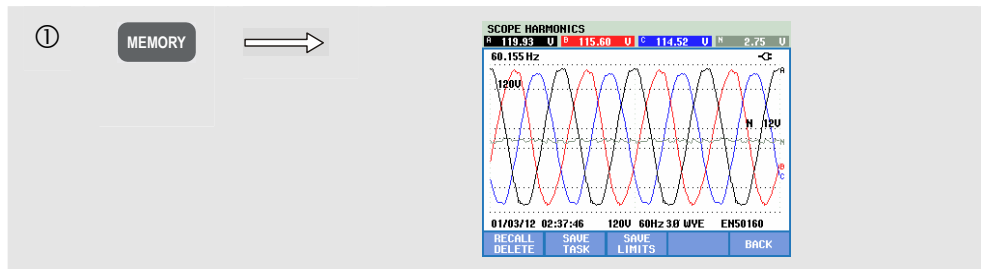 ①
MEMORY
SCOPE HARMONICS
A 119.93 V B 115.60 V C 114.52 V N 2.75 V
60.155 Hz
A
120V
N 12V
N
B
C
01/03/12 02:37:46 120V 60Hz 3Ø WYE EN50160
RECALL DELETE SAVE TASK SAVE LIMITS BACK